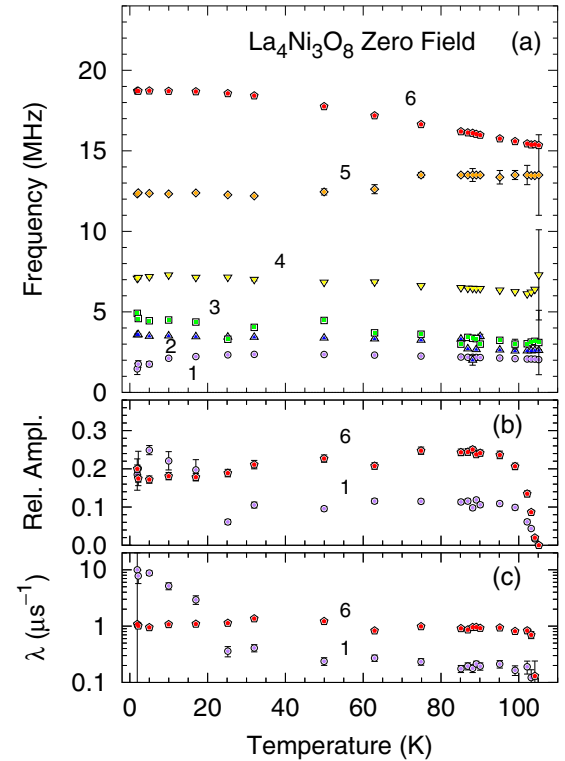 La₄Ni₃O₈ Zero Field (a)
Frequency (MHz)
20
15
10
5
0
6
5
4
3
2
1
(b)
Rel. Ampl.
0.3
0.2
0.1
0.0
6
1
(c)
λ (μs⁻¹)
10
1
0.1
6
1
0 20 40 60 80 100
Temperature (K)